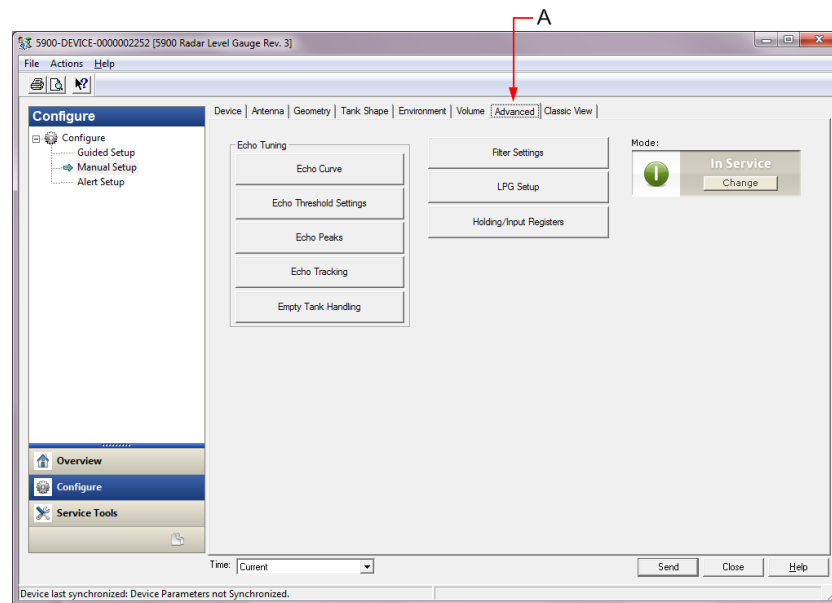 A
5900-DEVICE-0000002252 [5900 Radar Level Gauge Rev. 3]
File Actions Help
Configure
Configure
Guided Setup
Manual Setup
Alert Setup
Overview
Configure
Service Tools
Device Antenna Geometry Tank Shape Environment Volume Advanced Classic View
Echo Tuning
Echo Curve
Echo Threshold Settings
Echo Peaks
Echo Tracking
Empty Tank Handling
Filter Settings
LPG Setup
Holding/Input Registers
Mode:
In Service
Change
Time: Current
Send Close Help
Device last synchronized: Device Parameters not Synchronized.